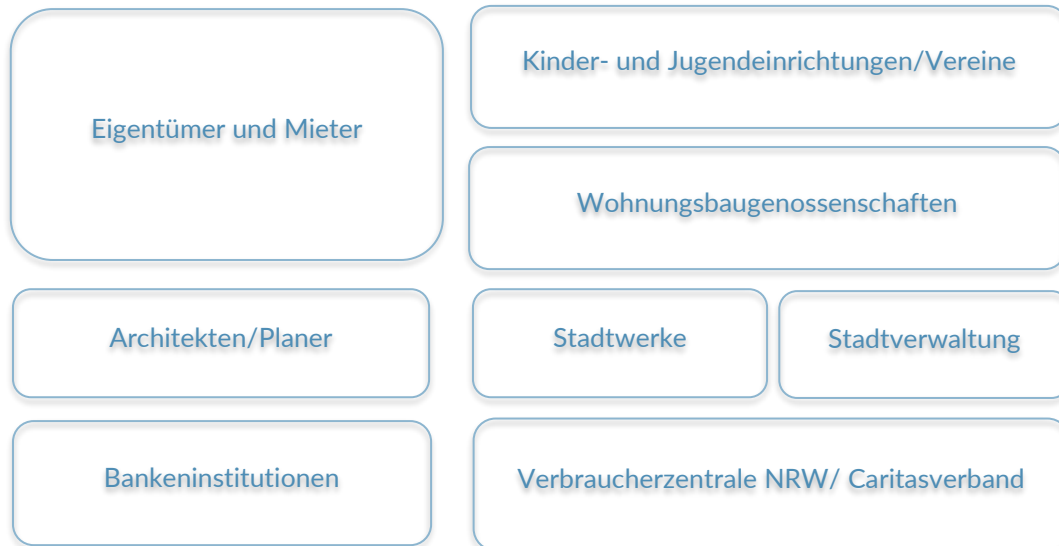 Eigentümer und Mieter
Kinder- und Jugendeinrichtungen/Vereine
Wohnungsbaugenossenschaften
Architekten/Planer
Stadtwerke
Stadtverwaltung
Bankeninstitutionen
Verbraucherzentrale NRW/ Caritasverband